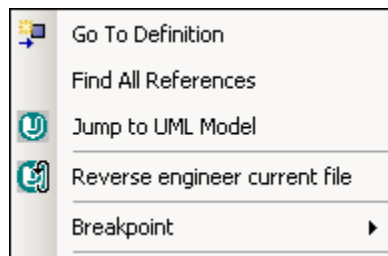 Go To Definition
Find All References
Jump to UML Model
Reverse engineer current file
Breakpoint